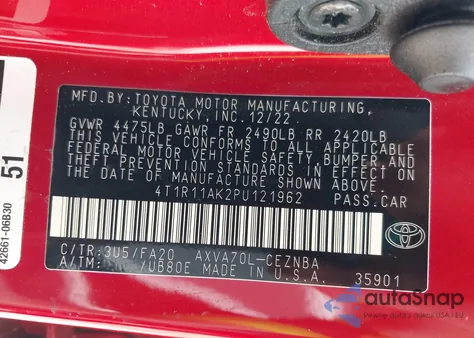 MFD.BY:TOYOTA MOTOR MANUFACTURING,
KENTUCKY, INC.12/22
GVWR 4475LB GAWR FR 2490LB RR 2420LB
THIS VEHICLE CONFORMS TO ALL APPLICABLE
FEDERAL MOTOR VEHICLE SAFETY,BUMPER,AND
THEFT PREVENTION STANDARDS IN EFFECT ON
THE DATE OF MANUFACTURE SHOWN ABOVE.
4T1R11AK2PU121962 PASS.CAR
C/TR:3U5/FA20 AXVA70L-CEZNBA
A/TM: /UB80E MADE IN U.S.A. 35901
TOYOTA
42661-06B30
51
autoSnap